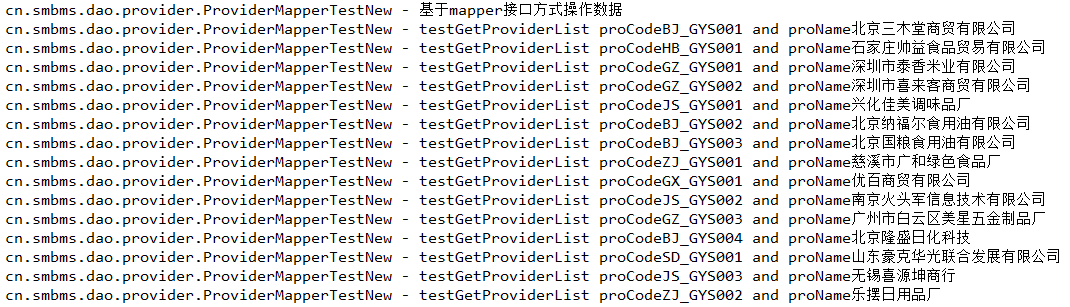 cn.smbms.dao.provider.ProviderMapperTestNew - 基于mapper接口方式操作数据
cn.smbms.dao.provider.ProviderMapperTestNew - testGetProviderList proCodeBJ_GYS001 and proName北京三木堂商贸有限公司
cn.smbms.dao.provider.ProviderMapperTestNew - testGetProviderList proCodeHB_GYS001 and proName石家庄帅益食品贸易有限公司
cn.smbms.dao.provider.ProviderMapperTestNew - testGetProviderList proCodeGZ_GYS001 and proName深圳市泰香米业有限公司
cn.smbms.dao.provider.ProviderMapperTestNew - testGetProviderList proCodeGZ_GYS002 and proName深圳市喜来客商贸有限公司
cn.smbms.dao.provider.ProviderMapperTestNew - testGetProviderList proCodeJS_GYS001 and proName兴化佳美调味品厂
cn.smbms.dao.provider.ProviderMapperTestNew - testGetProviderList proCodeBJ_GYS002 and proName北京纳福尔食用油有限公司
cn.smbms.dao.provider.ProviderMapperTestNew - testGetProviderList proCodeBJ_GYS003 and proName北京国粮食用油有限公司
cn.smbms.dao.provider.ProviderMapperTestNew - testGetProviderList proCodeZJ_GYS001 and proName慈溪市广和绿色食品厂
cn.smbms.dao.provider.ProviderMapperTestNew - testGetProviderList proCodeGX_GYS001 and proName优百商贸有限公司
cn.smbms.dao.provider.ProviderMapperTestNew - testGetProviderList proCodeJS_GYS002 and proName南京火头军信息技术有限公司
cn.smbms.dao.provider.ProviderMapperTestNew - testGetProviderList proCodeGZ_GYS003 and proName广州市白云区美星五金制品厂
cn.smbms.dao.provider.ProviderMapperTestNew - testGetProviderList proCodeBJ_GYS004 and proName北京隆盛日化科技
cn.smbms.dao.provider.ProviderMapperTestNew - testGetProviderList proCodeSD_GYS001 and proName山东豪克华光联合发展有限公司
cn.smbms.dao.provider.ProviderMapperTestNew - testGetProviderList proCodeJS_GYS003 and proName无锡喜源坤商行
cn.smbms.dao.provider.ProviderMapperTestNew - testGetProviderList proCodeZJ_GYS002 and proName乐摆日用品厂